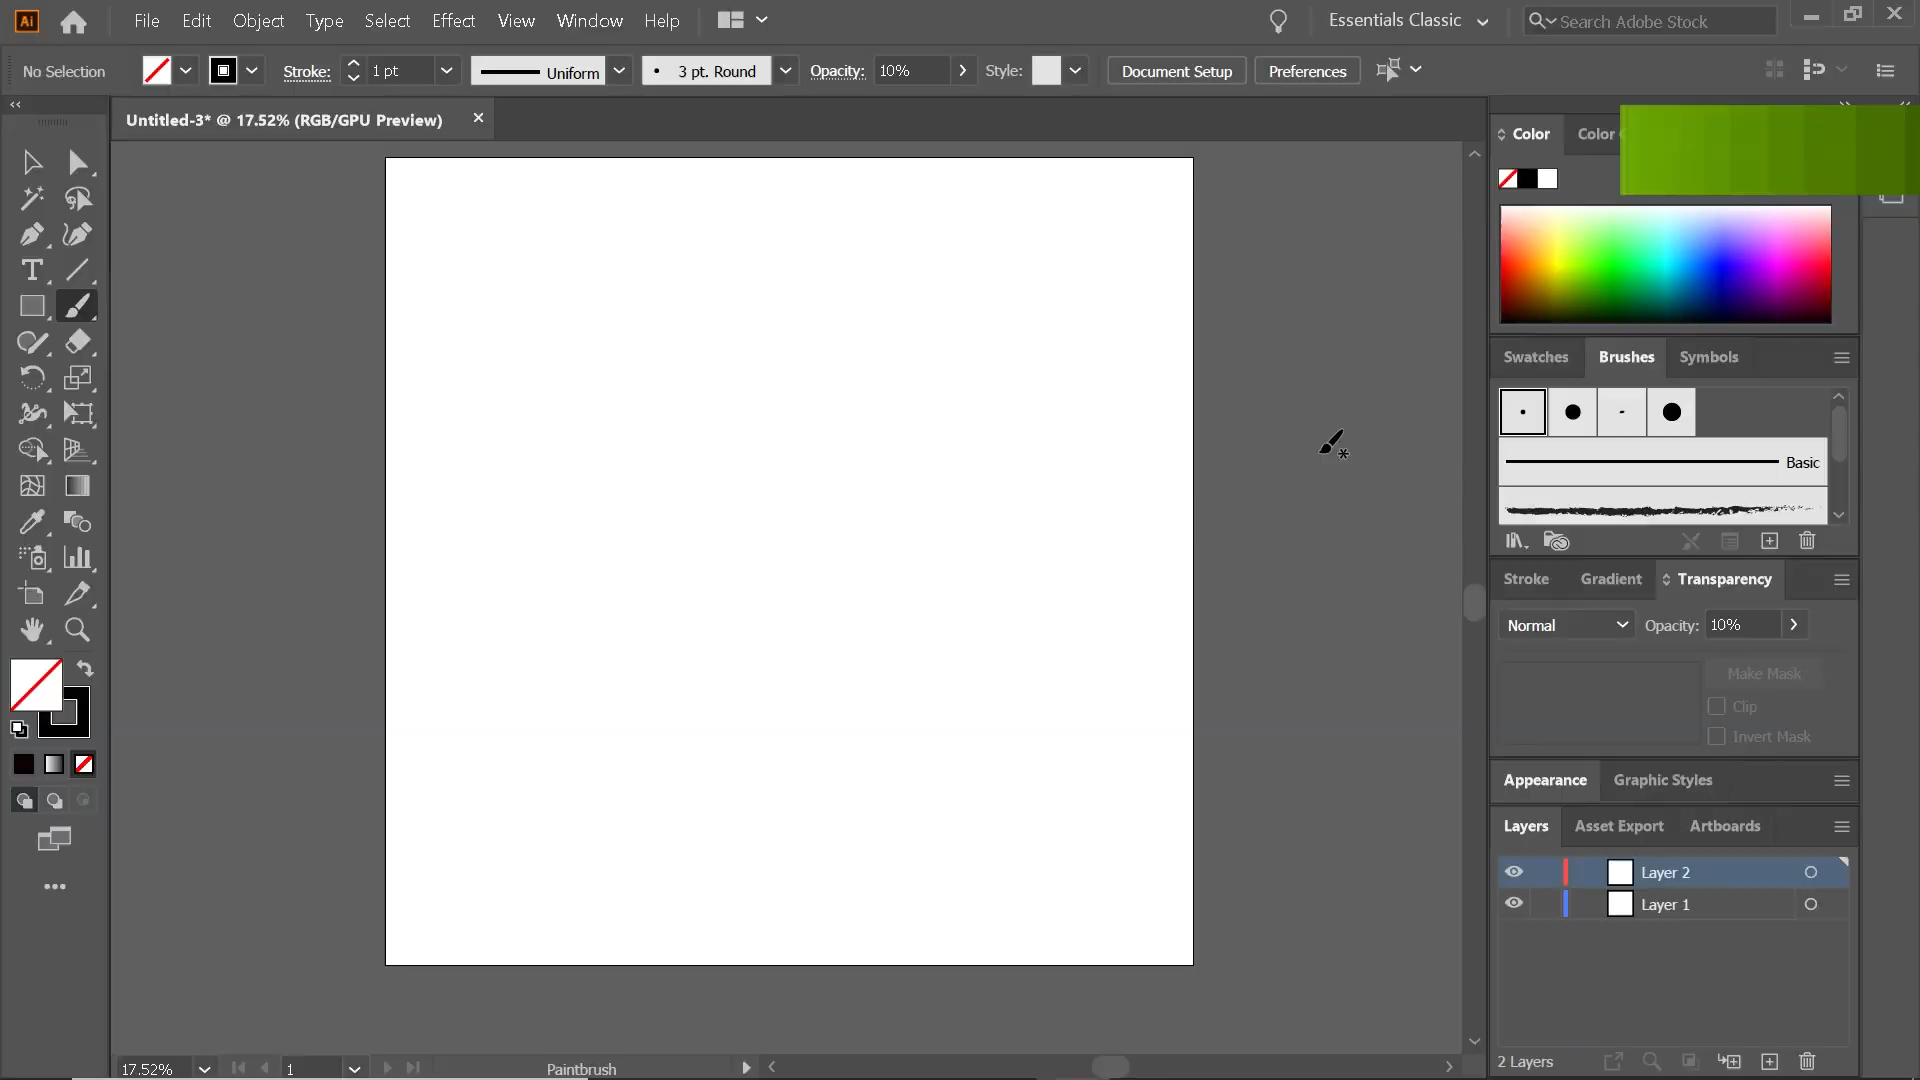 Ai File Edit Object Type Select Effect View Window Help Essentials Classic Search Adobe Stock
No Selection Stroke: 1 pt Uniform 3 pt. Round Opacity: 10% Style: Document Setup Preferences
Untitled-3* @ 17.52% (RGB/GPU Preview)
Color Color
Swatches Brushes Symbols
Basic
Stroke Gradient Transparency
Normal Opacity: 10%
Make Mask
Clip
Invert Mask
Appearance Graphic Styles
Layers Asset Export Artboards
Layer 2
Layer 1
2 Layers
17.52% 1 Paintbrush